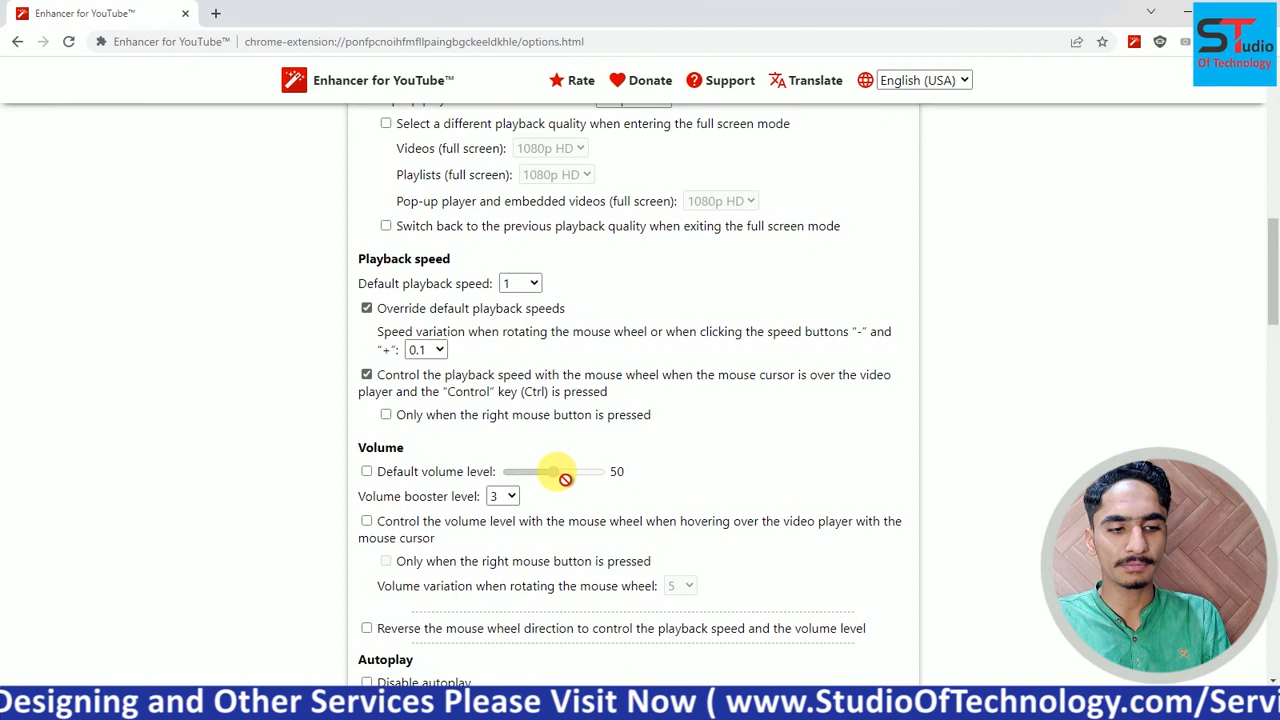 Enhancer for YouTube™
Enhancer for YouTube™ | chrome-extension://ponfpcnoihfmfllpaingbgckeeldkhle/options.html
STudio
Of Technology
Enhancer for YouTube™
Rate
Donate
Support
Translate
English (USA)
Select a different playback quality when entering the full screen mode
Videos (full screen): 1080p HD
Playlists (full screen): 1080p HD
Pop-up player and embedded videos (full screen): 1080p HD
Switch back to the previous playback quality when exiting the full screen mode
Playback speed
Default playback speed: 1
Override default playback speeds
Speed variation when rotating the mouse wheel or when clicking the speed buttons “-” and
“+”: 0.1
Control the playback speed with the mouse wheel when the mouse cursor is over the video
player and the “Control” key (Ctrl) is pressed
Only when the right mouse button is pressed
Volume
Default volume level: 50
Volume booster level: 3
Control the volume level with the mouse wheel when hovering over the video player with the
mouse cursor
Only when the right mouse button is pressed
Volume variation when rotating the mouse wheel: 5
Reverse the mouse wheel direction to control the playback speed and the volume level
Autoplay
Disable autoplay
Designing and Other Services Please Visit Now ( www.StudioOfTechnology.com/Servi